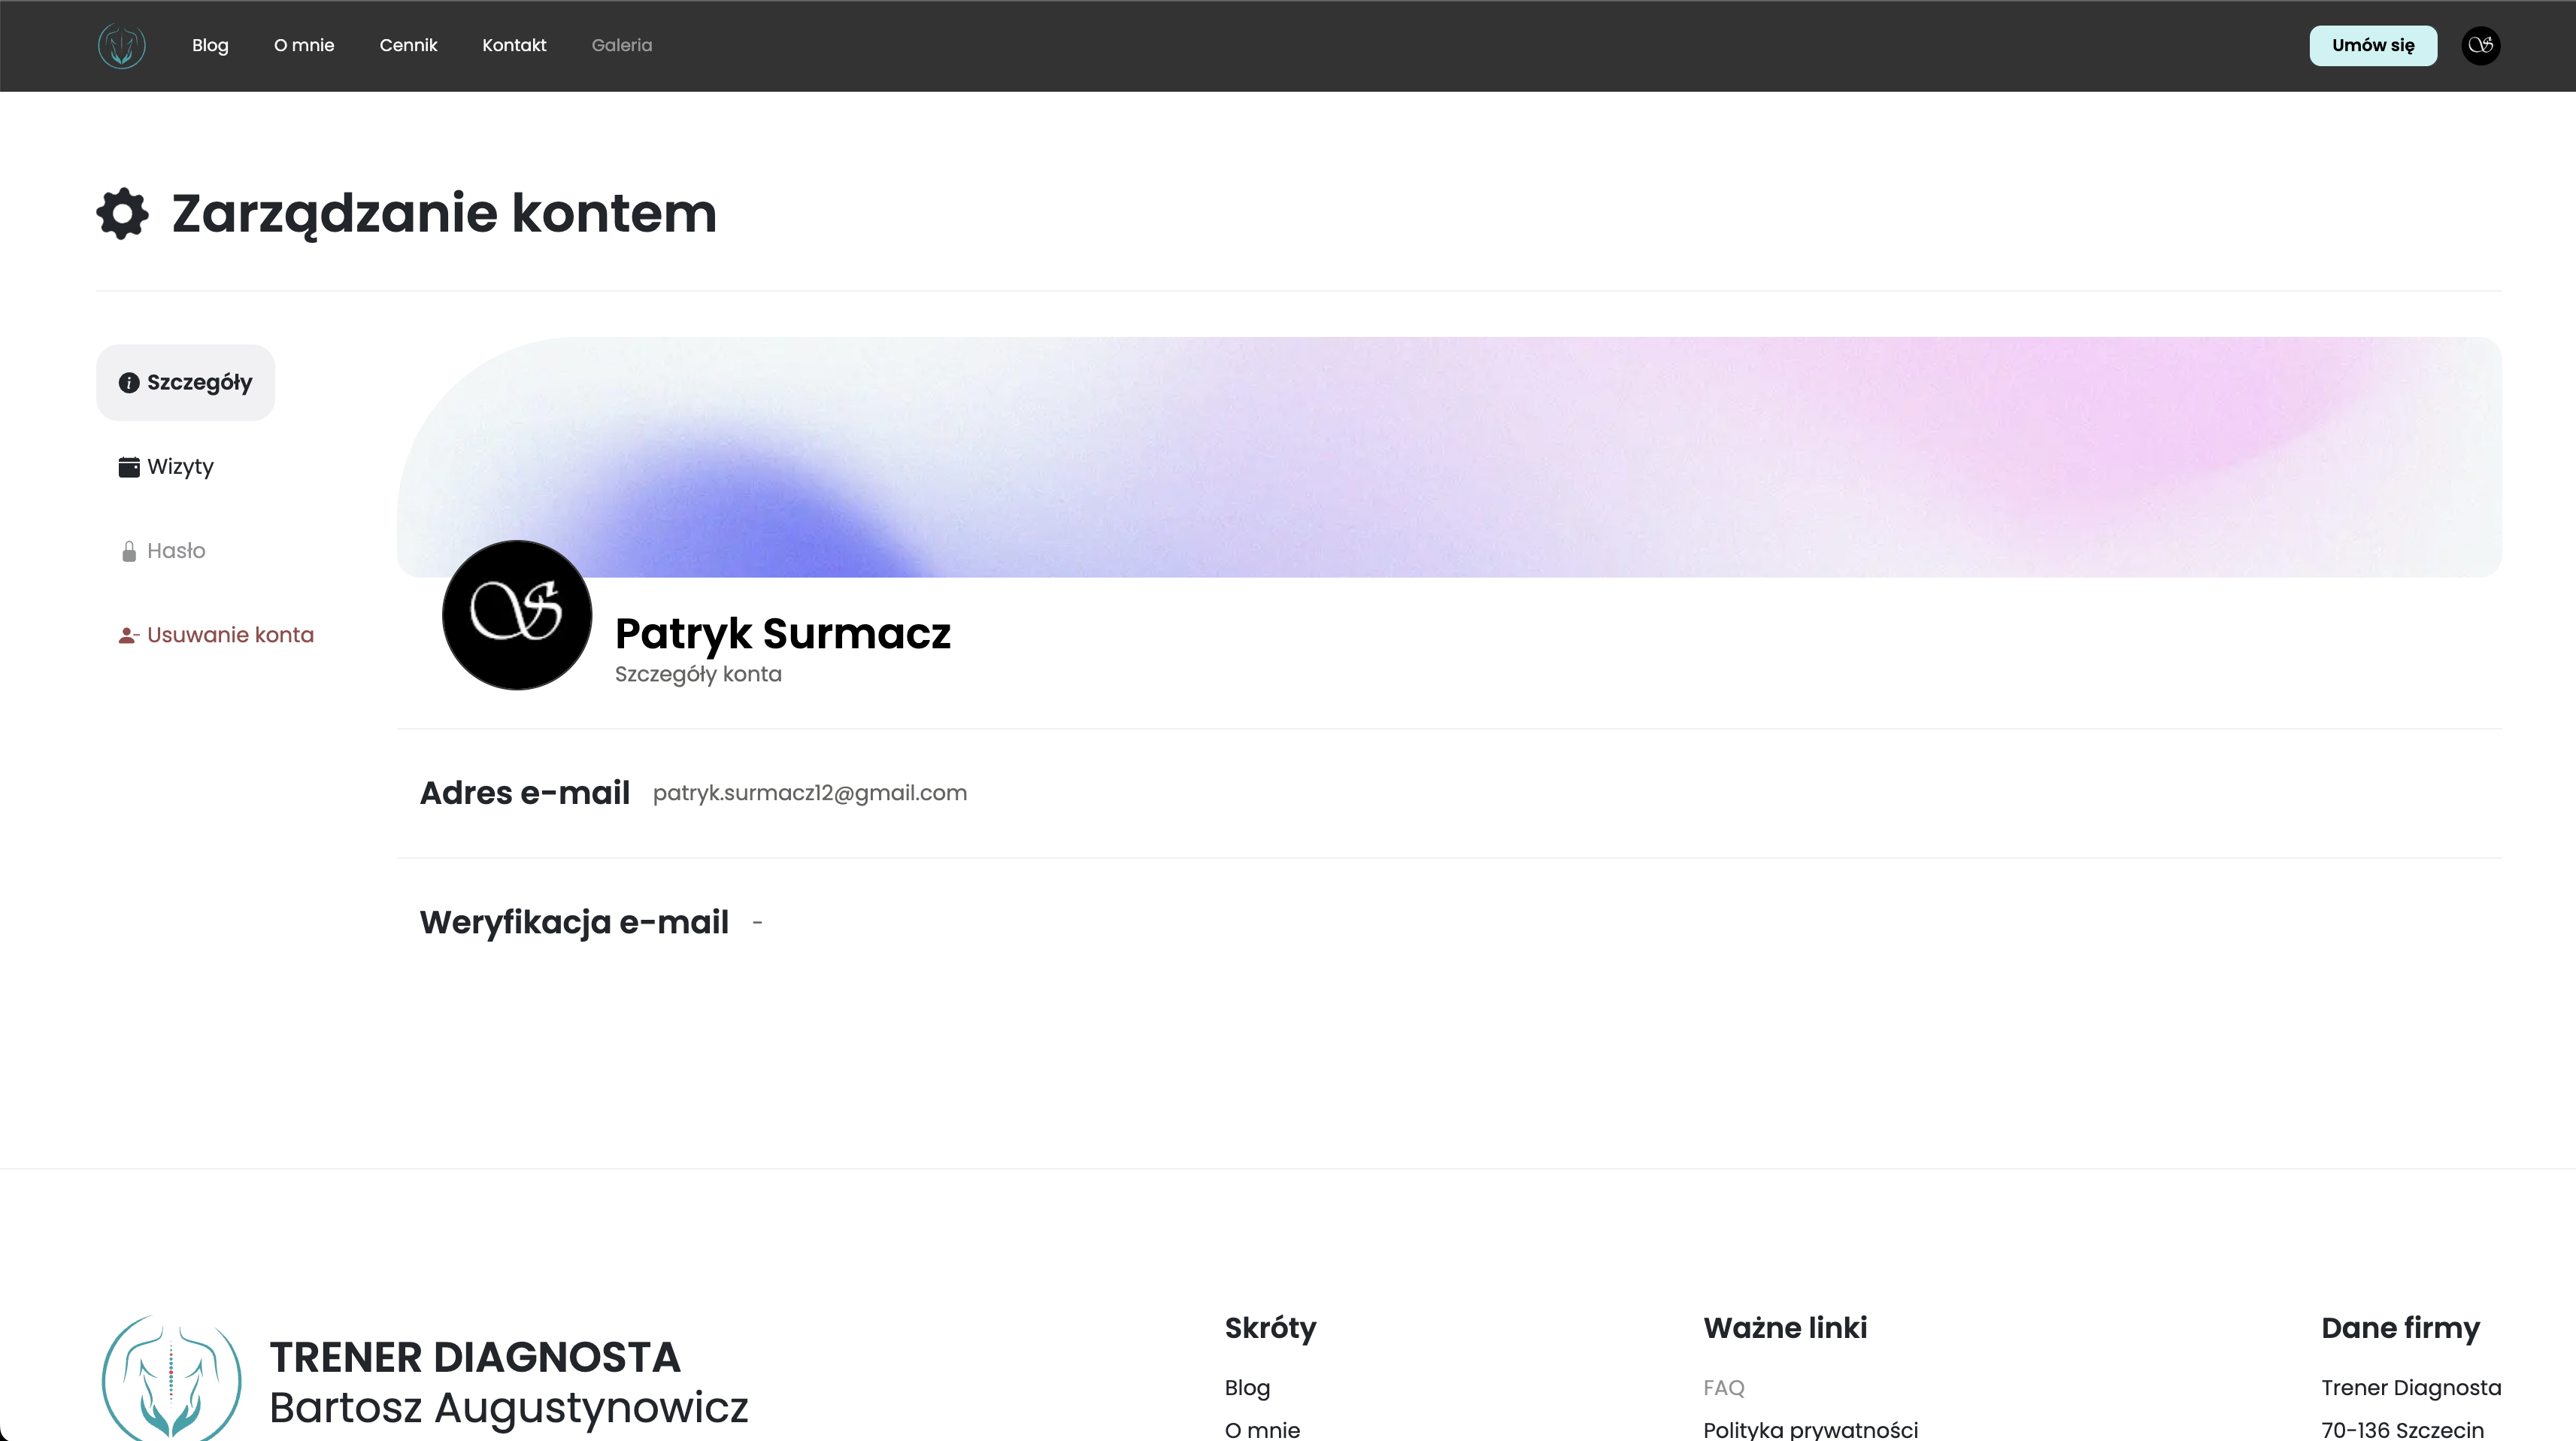 Blog
O mnie
Cennik
Kontakt
Galeria
Umów się
Zarządzanie kontem
Szczegóły
Wizyty
Hasło
Usuwanie konta
Patryk Surmacz
Szczegóły konta
Adres e-mail patryk.surmacz12@gmail.com
Weryfikacja e-mail -
TRENER DIAGNOSTA
Bartosz Augustynowicz
Skróty
Blog
O mnie
Ważne linki
FAQ
Polityka prywatności
Dane firmy
Trener Diagnosta
70-136 Szczecin